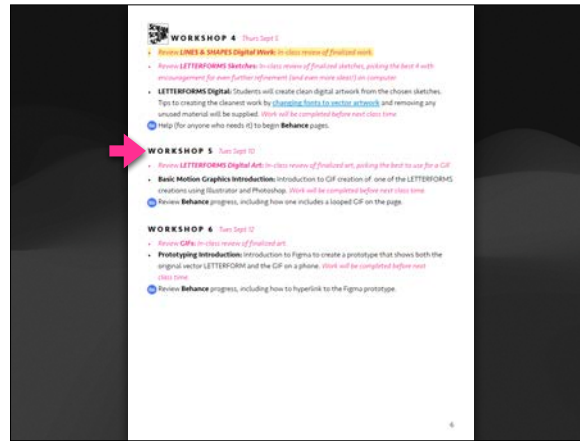 WORKSHOP 4 Thurs Sept 5
• Review LINES & SHAPES Digital Work: In-class review of finalized work.
• Review LETTERFORMS Sketches: In-class review of finalized sketches, picking the best 4 with
encouragement for even further refinement (and even more ideas!) on computer
• LETTERFORMS Digital: Students will create clean digital artwork from the chosen sketches.
Tips to creating the cleanest work by changing fonts to vector artwork and removing any
unused material will be supplied. Work will be completed before next class time
Help (for anyone who needs it) to begin Behance pages.
WORKSHOP 5 Tues Sept 10
• Review LETTERFORMS Digital Art: In-class review of finalized art, picking the best to use for a GIF
• Basic Motion Graphics Introduction: Introduction to GIF creation of one of the LETTERFORMS
creations using Illustrator and Photoshop. Work will be completed before next class time
Review Behance progress, including how one includes a looped GIF on the page.
WORKSHOP 6 Tues Sept 12
• Review GIFs: In-class review of finalized art.
• Prototyping Introduction: Introduction to Figma to create a prototype that shows both the
original vector LETTERFORM and the GIF on a phone. Work will be completed before next
class time
Review Behance progress, including how to hyperlink to the Figma prototype.
6